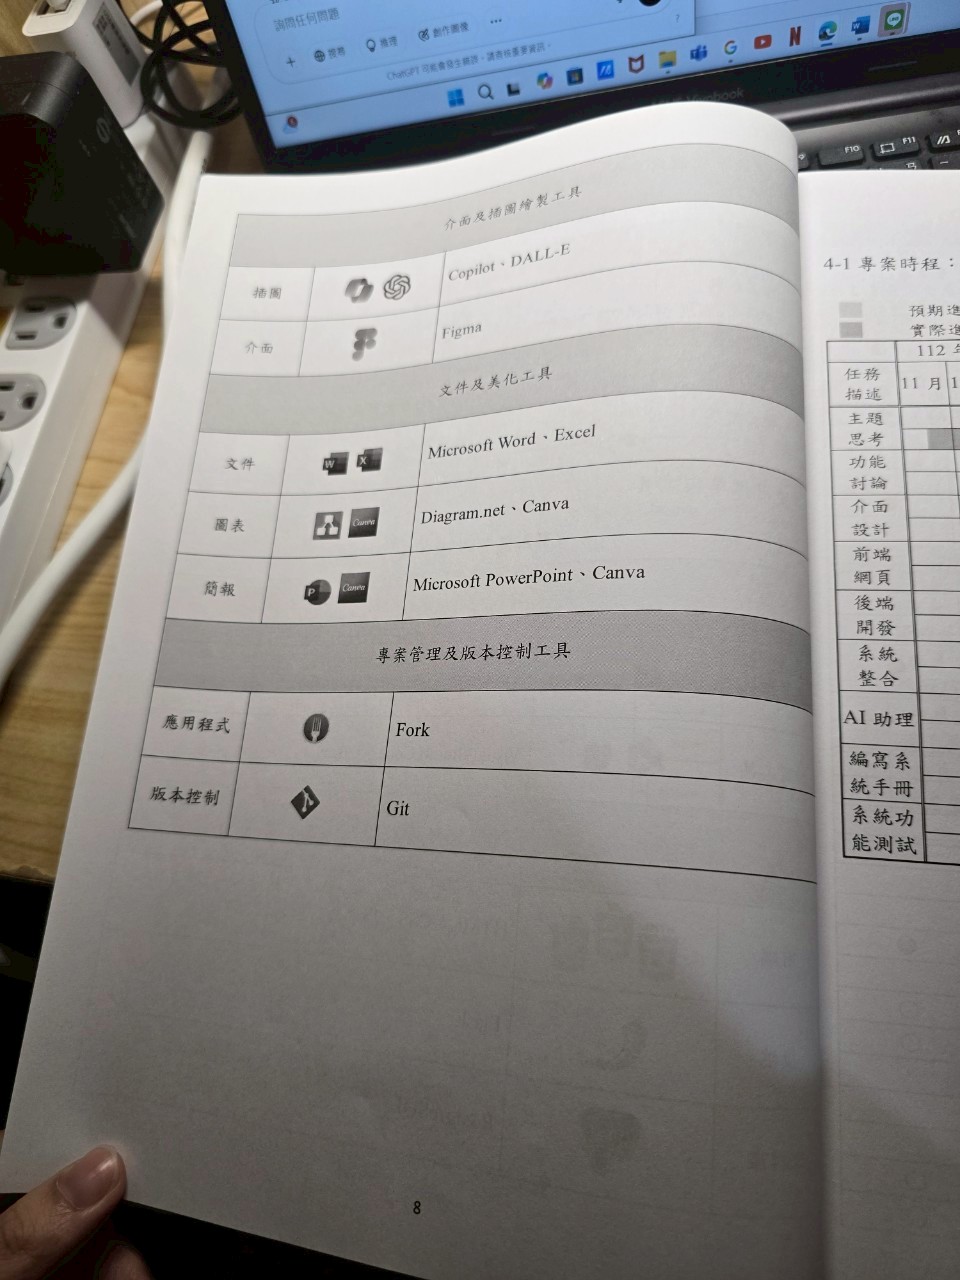 詢問任何問題
搜尋
推理
創作圖像
ChatGPT 可能會發生錯誤。請查核重要資訊。
?
F10
F11
介面及插圖繪製工具
插圖
Copilot、DALL-E
介面
Figma
文件及美化工具
文件
W
X
Microsoft Word、Excel
圖表
Canva
Diagram.net、Canva
簡報
P
Canva
Microsoft PowerPoint、Canva
專案管理及版本控制工具
應用程式
Fork
版本控制
Git
8
4-1 專案時程：
預期進
實際進
112 年
任務
描述
11 月
1
主題
思考
功能
討論
介面
設計
前端
網頁
後端
開發
系統
整合
AI 助理
編寫系
統手冊
系統功
能測試